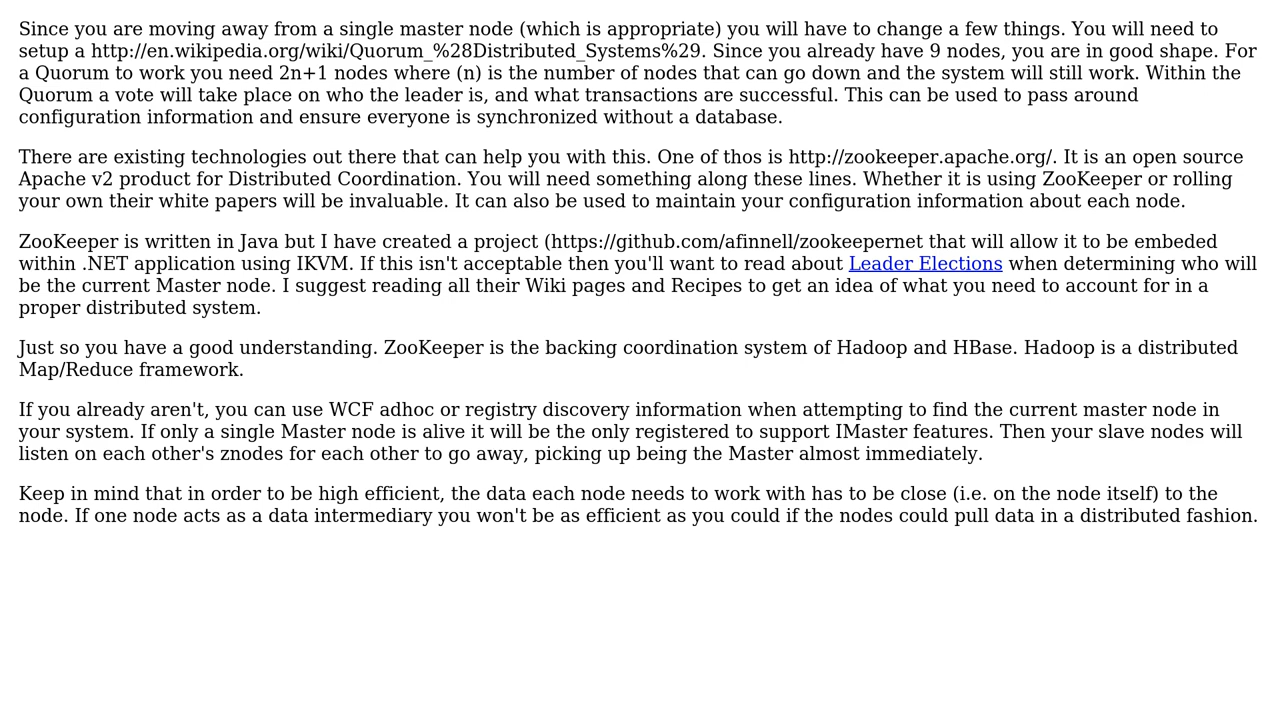 Since you are moving away from a single master node (which is appropriate) you will have to change a few things. You will need to
setup a http://en.wikipedia.org/wiki/Quorum_%28Distributed_Systems%29. Since you already have 9 nodes, you are in good shape. For
a Quorum to work you need 2n+1 nodes where (n) is the number of nodes that can go down and the system will still work. Within the
Quorum a vote will take place on who the leader is, and what transactions are successful. This can be used to pass around
configuration information and ensure everyone is synchronized without a database.
There are existing technologies out there that can help you with this. One of thos is http://zookeeper.apache.org/. It is an open source
Apache v2 product for Distributed Coordination. You will need something along these lines. Whether it is using ZooKeeper or rolling
your own their white papers will be invaluable. It can also be used to maintain your configuration information about each node.
ZooKeeper is written in Java but I have created a project (https://github.com/afinnell/zookeepernet that will allow it to be embeded
within .NET application using IKVM. If this isn't acceptable then you'll want to read about Leader Elections when determining who will
be the current Master node. I suggest reading all their Wiki pages and Recipes to get an idea of what you need to account for in a
proper distributed system.
Just so you have a good understanding. ZooKeeper is the backing coordination system of Hadoop and HBase. Hadoop is a distributed
Map/Reduce framework.
If you already aren't, you can use WCF adhoc or registry discovery information when attempting to find the current master node in
your system. If only a single Master node is alive it will be the only registered to support IMaster features. Then your slave nodes will
listen on each other's znodes for each other to go away, picking up being the Master almost immediately.
Keep in mind that in order to be high efficient, the data each node needs to work with has to be close (i.e. on the node itself) to the
node. If one node acts as a data intermediary you won't be as efficient as you could if the nodes could pull data in a distributed fashion.